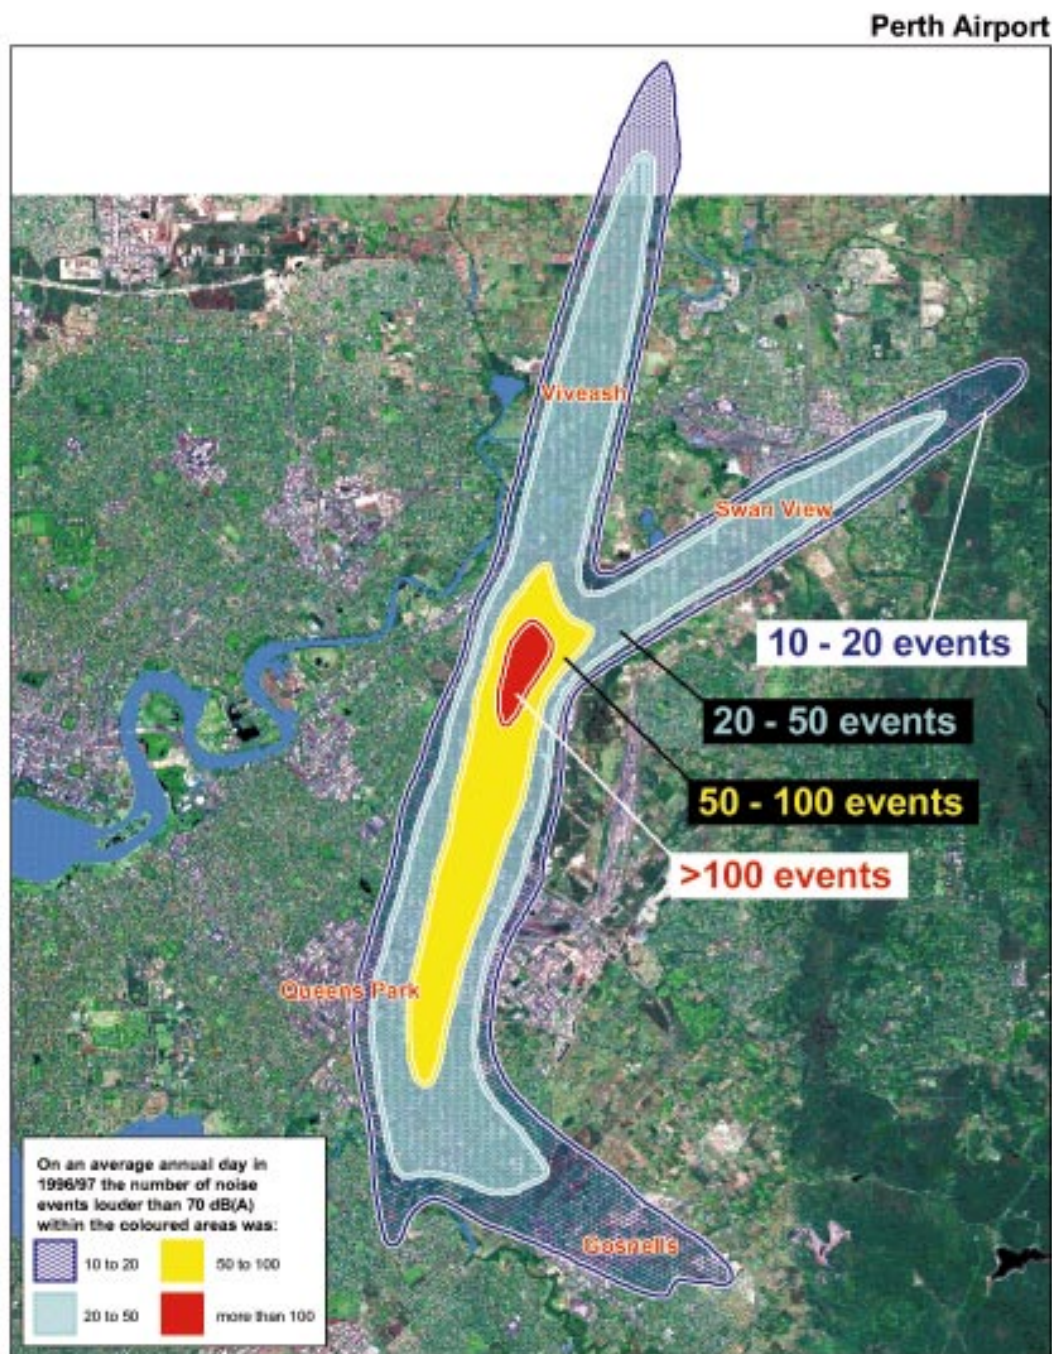 Perth Airport
Viveash
Swan View
10 - 20 events
20 - 50 events
50 - 100 events
>100 events
Queens Park
Gosnells
On an average annual day in
1996/97 the number of noise
events louder than 70 dB(A)
within the coloured areas was:
10 to 20
50 to 100
20 to 50
more than 100